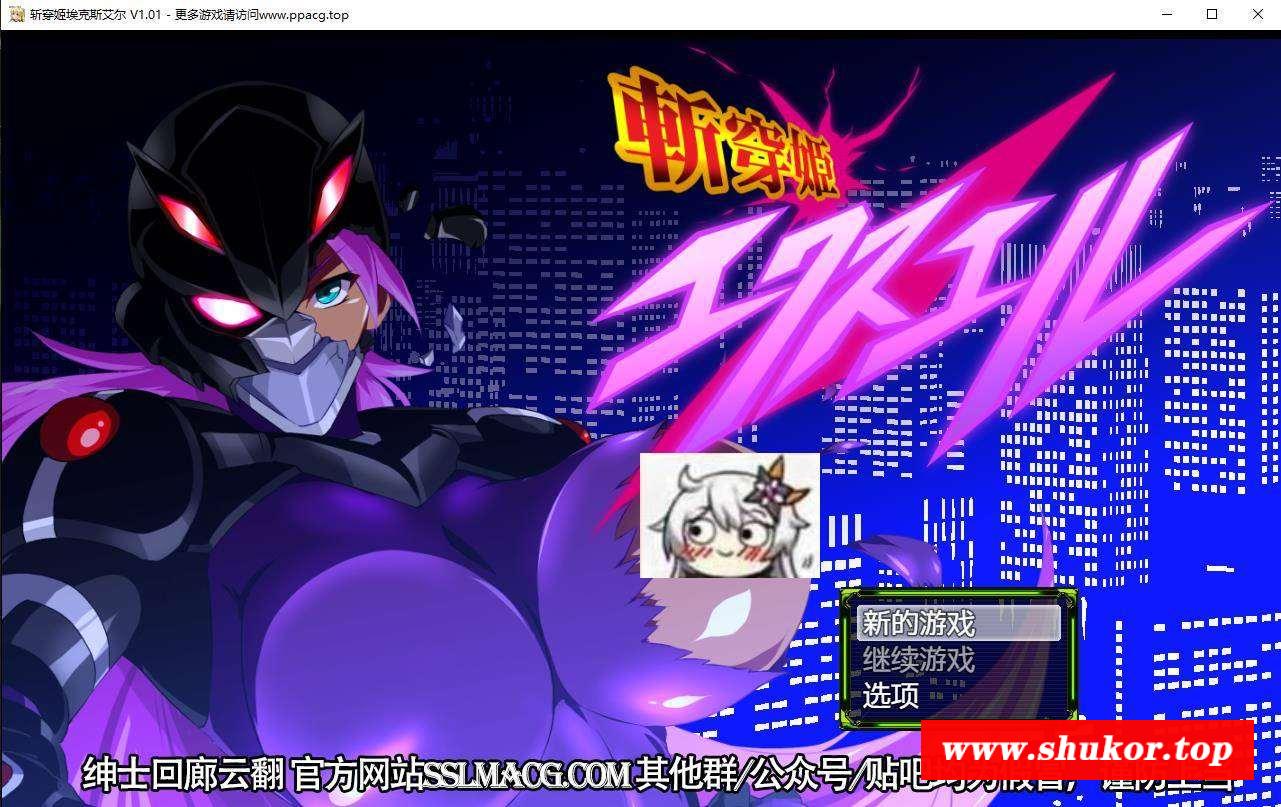 斩穿姬埃克斯艾尔 V1.01 - 更多游戏请访问www.ppacg.top
斬穿姫
エクスエル
新的游戏
继续游戏
选项
绅士回廊云翻 官方网站SSLMACG.COM 其他群/公众号/贴吧
www.shukor.top